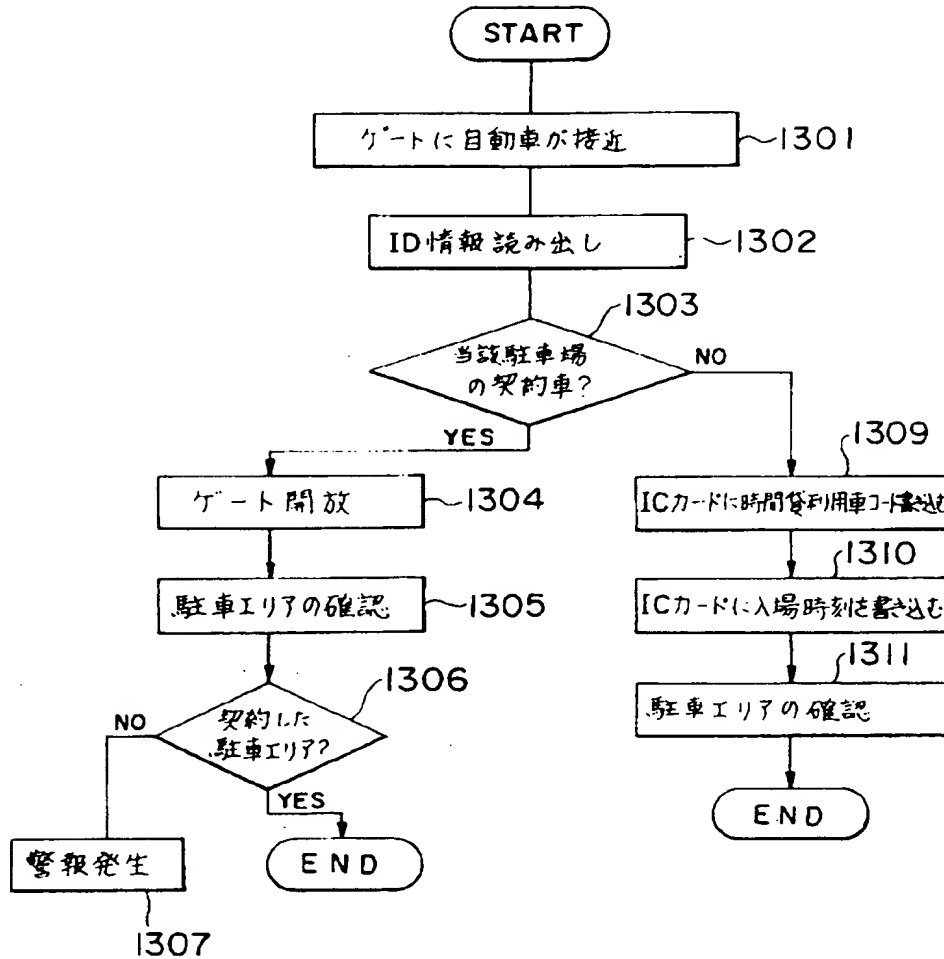 START
ゲートに自動車が接近
1301
ID情報読み出し
1302
1303
当該駐車場
の契約車?
NO
YES
1309
ゲート開放
1304
ICカードに時間貸利用車コード書き込む
1310
駐車エリアの確認
1305
ICカードに入場時刻を書き込む
1311
1306
駐車エリアの確認
契約した
駐車エリア?
NO
YES
END
END
警報発生
1307